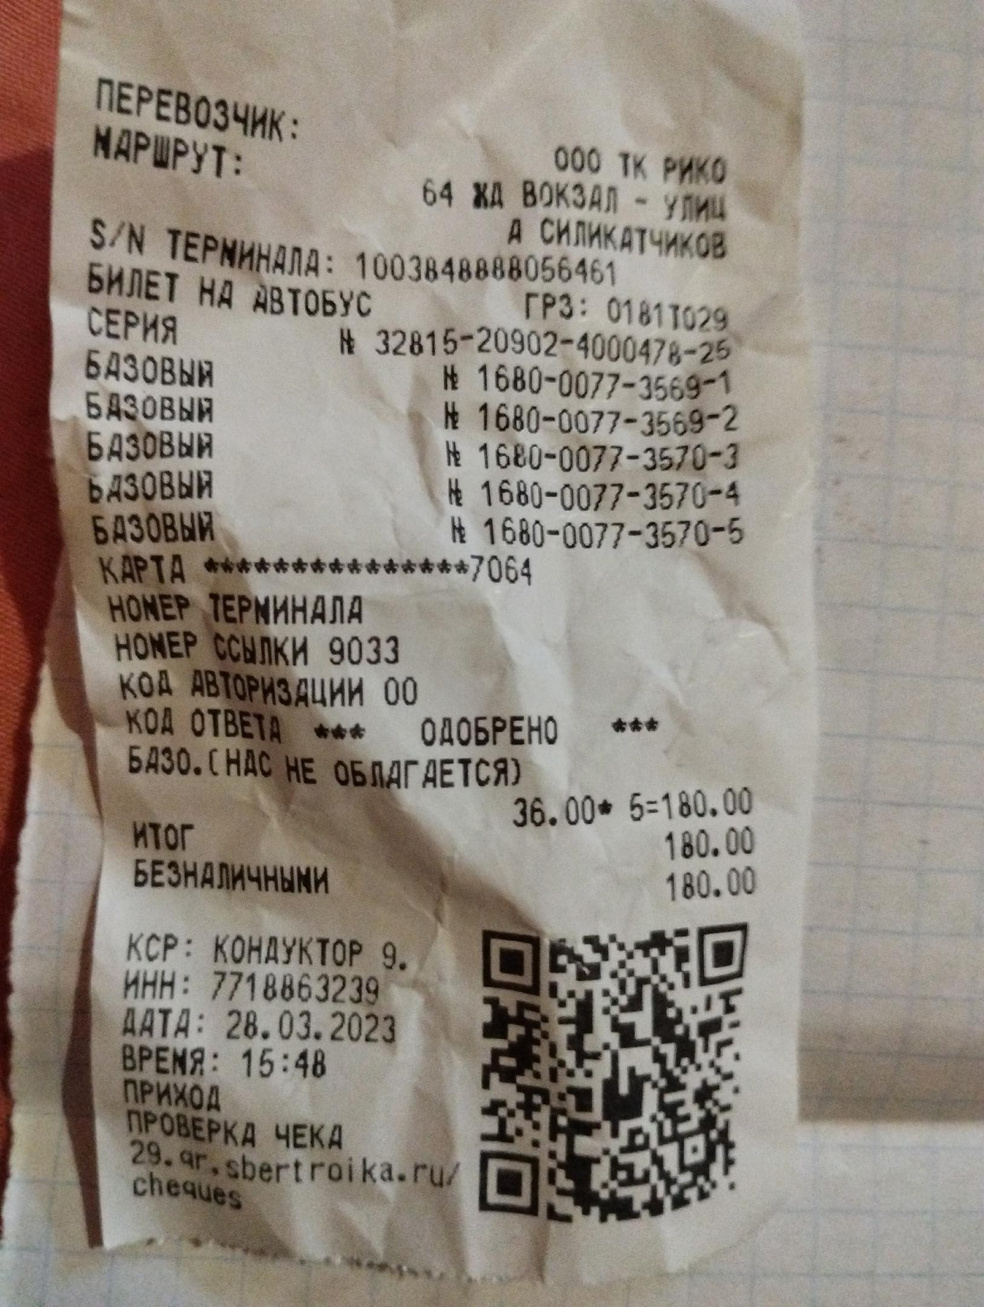 ПЕРЕВОЗЧИК:
ООО ТК РИКО
МАРШРУТ:
64 ЖД ВОКЗАЛ - УЛИЦ
А СИЛИКАТЧИКОВ
S/N ТЕРМИНАЛА: 1003848888056461
БИЛЕТ НА АВТОБУС ГРЗ: О181ТО29
СЕРИЯ № 32815-20902-4000478-25
БАЗОВЫЙ № 1680-0077-3569-1
БАЗОВЫЙ № 1680-0077-3569-2
БАЗОВЫЙ № 1680-0077-3570-3
БАЗОВЫЙ № 1680-0077-3570-4
БАЗОВЫЙ № 1680-0077-3570-5
КАРТА ***************7064
НОМЕР ТЕРМИНАЛА
НОМЕР ССЫЛКИ 9033
КОД АВТОРИЗАЦИИ 00
КОД ОТВЕТА *** ОДОБРЕНО ***
БАЗО.(НДС НЕ ОБЛАГАЕТСЯ)
36.00* 5=180.00
ИТОГ 180.00
БЕЗНАЛИЧНЫМИ 180.00
КСР: КОНДУКТОР 9.
ИНН: 7718863239
ДАТА: 28.03.2023
ВРЕМЯ: 15:48
ПРИХОД
ПРОВЕРКА ЧЕКА
29.qr.sbertroika.ru/
cheques